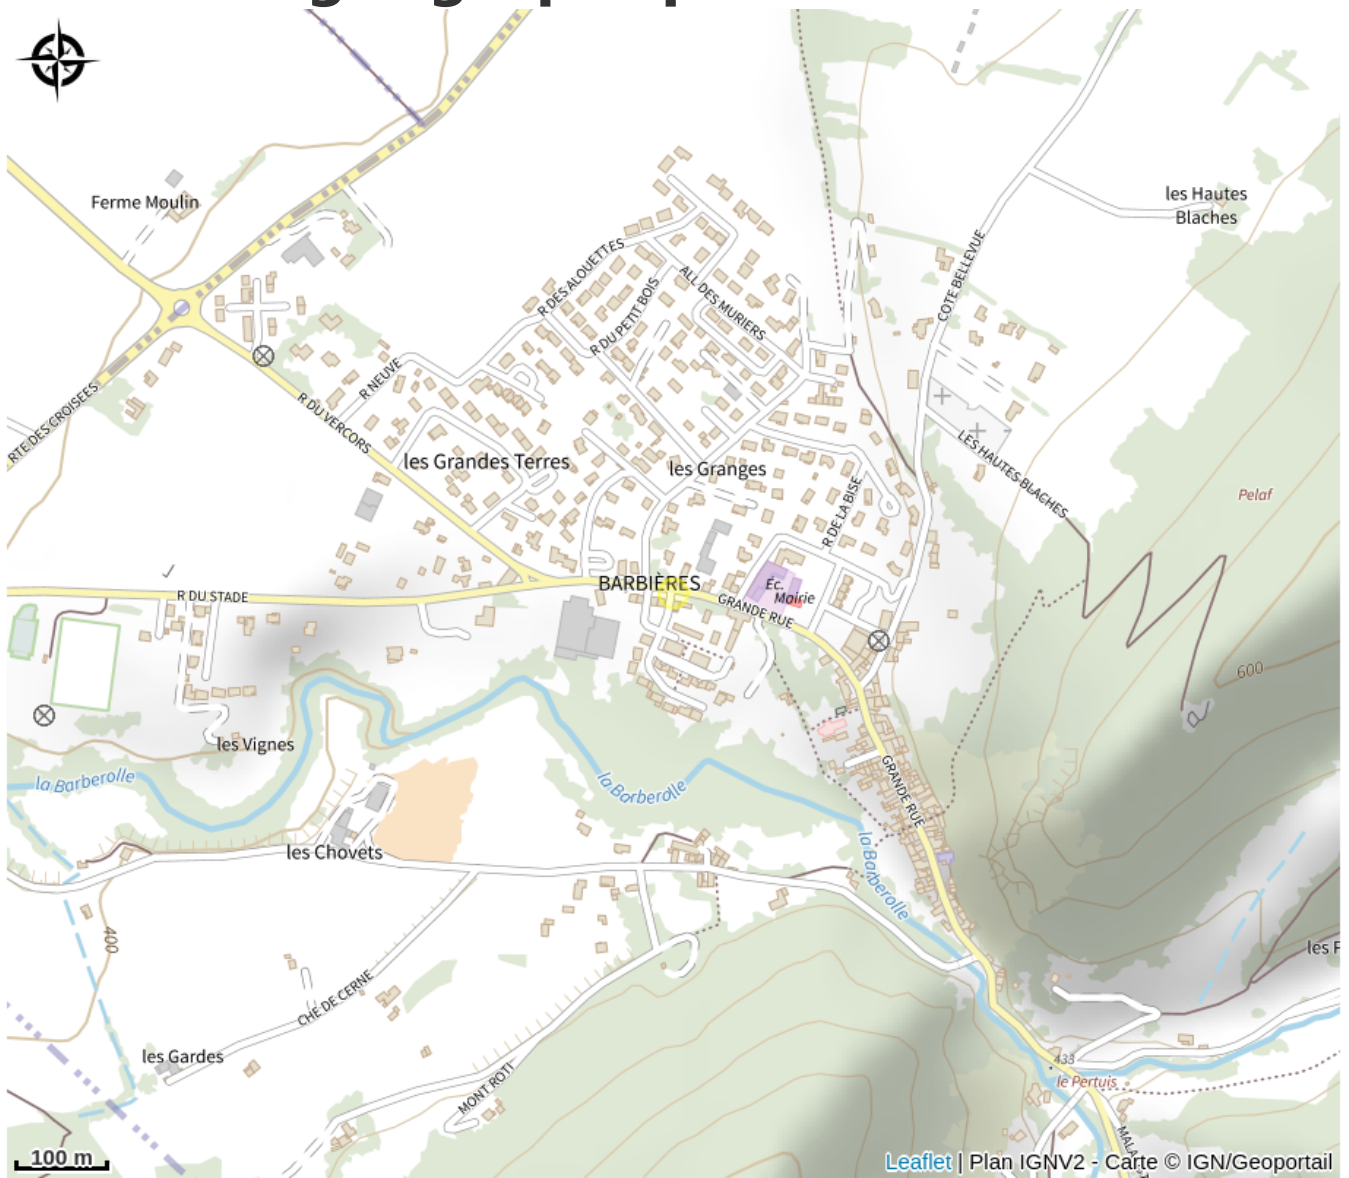 Ferme Moulin
les Hautes
Blaches
R DES ALOUETTES
COTE BELLEVUE
ALL DES MURIERS
R DU PETIT BOIS
R NEUVE
RTE DES CROISEES
R DU VERCORS
les Grandes Terres
les Granges
LES HAUTES BLACHES
Pelaf
R DE LA BISE
BARBIÈRES
Éc.
Mairie
R DU STADE
GRANDE RUE
600
les Vignes
la Barberolle
la Barberolle
GRANDE RUE
les Chovets
la Barberolle
400
CHE DE CERNE
les Gardes
433
le Pertuis
MONT ROTI
100 m
Leaflet | Plan IGNV2 - Carte © IGN/Geoportail